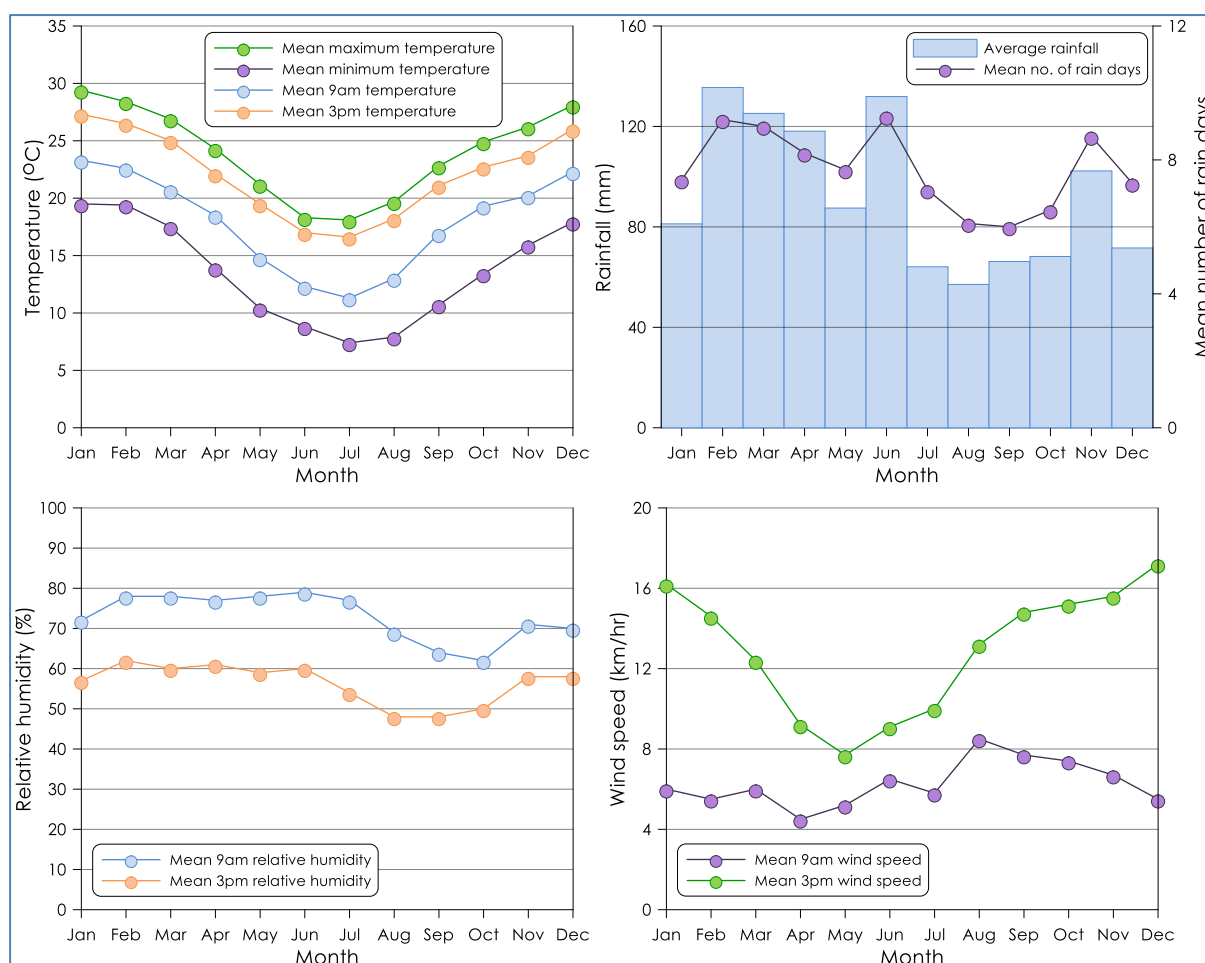 35
30
25
20
15
10
5
0
Temperature (OC)
Mean maximum temperature
Mean minimum temperature
Mean 9am temperature
Mean 3pm temperature
Jan Feb Mar Apr May Jun Jul Aug Sep Oct Nov Dec
Month
160
120
80
40
0
Rainfall (mm)
Average rainfall
Mean no. of rain days
12
8
4
0
Mean number of rain days
Jan Feb Mar Apr May Jun Jul Aug Sep Oct Nov Dec
Month
100
90
80
70
60
50
40
30
20
10
0
Relative humidity (%)
Mean 9am relative humidity
Mean 3pm relative humidity
Jan Feb Mar Apr May Jun Jul Aug Sep Oct Nov Dec
Month
20
16
12
8
4
0
Wind speed (km/hr)
Mean 9am wind speed
Mean 3pm wind speed
Jan Feb Mar Apr May Jun Jul Aug Sep Oct Nov Dec
Month